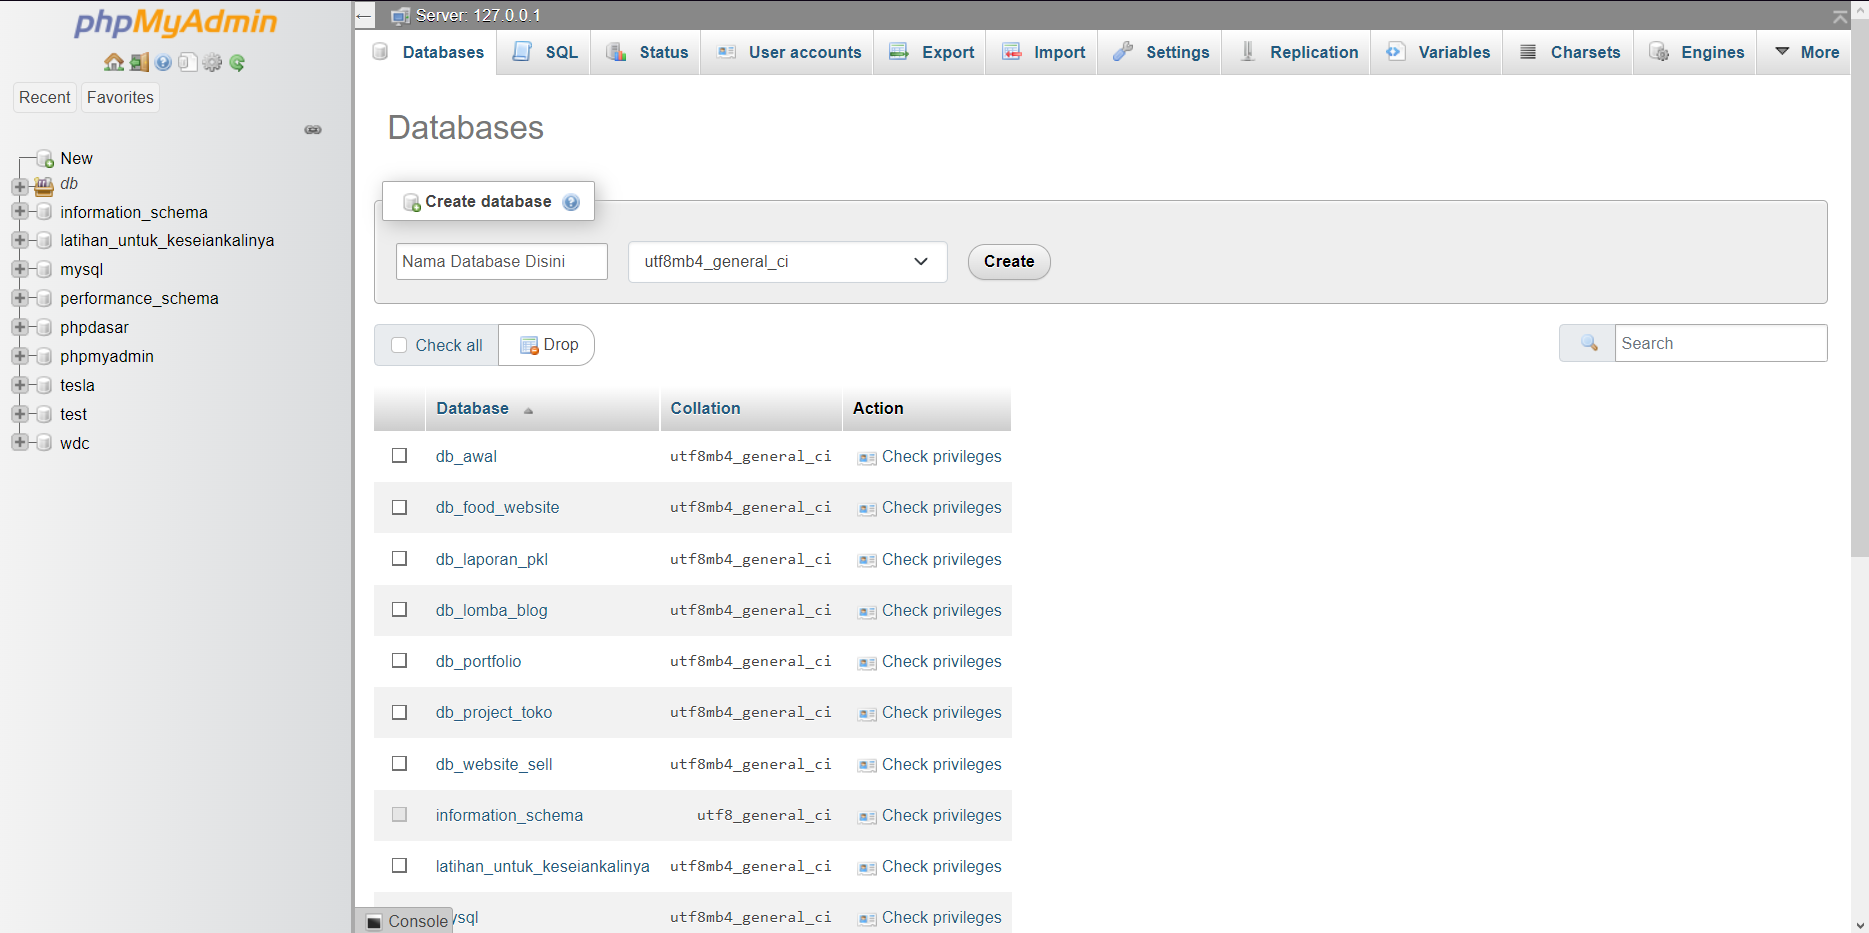 phpMyAdmin
Recent Favorites
New
db
information_schema
latihan_untuk_keseiankalinya
mysql
performance_schema
phpdasar
phpmyadmin
tesla
test
wdc
Server: 127.0.0.1
Databases SQL Status User accounts Export Import Settings Replication Variables Charsets Engines More
Databases
Create database
Nama Database Disini utf8mb4_general_ci Create
Check all Drop Search
Database Collation Action
db_awal utf8mb4_general_ci Check privileges
db_food_website utf8mb4_general_ci Check privileges
db_laporan_pkl utf8mb4_general_ci Check privileges
db_lomba_blog utf8mb4_general_ci Check privileges
db_portfolio utf8mb4_general_ci Check privileges
db_project_toko utf8mb4_general_ci Check privileges
db_website_sell utf8mb4_general_ci Check privileges
information_schema utf8_general_ci Check privileges
latihan_untuk_keseiankalinya utf8mb4_general_ci Check privileges
ysql utf8mb4_general_ci Check privileges
Console